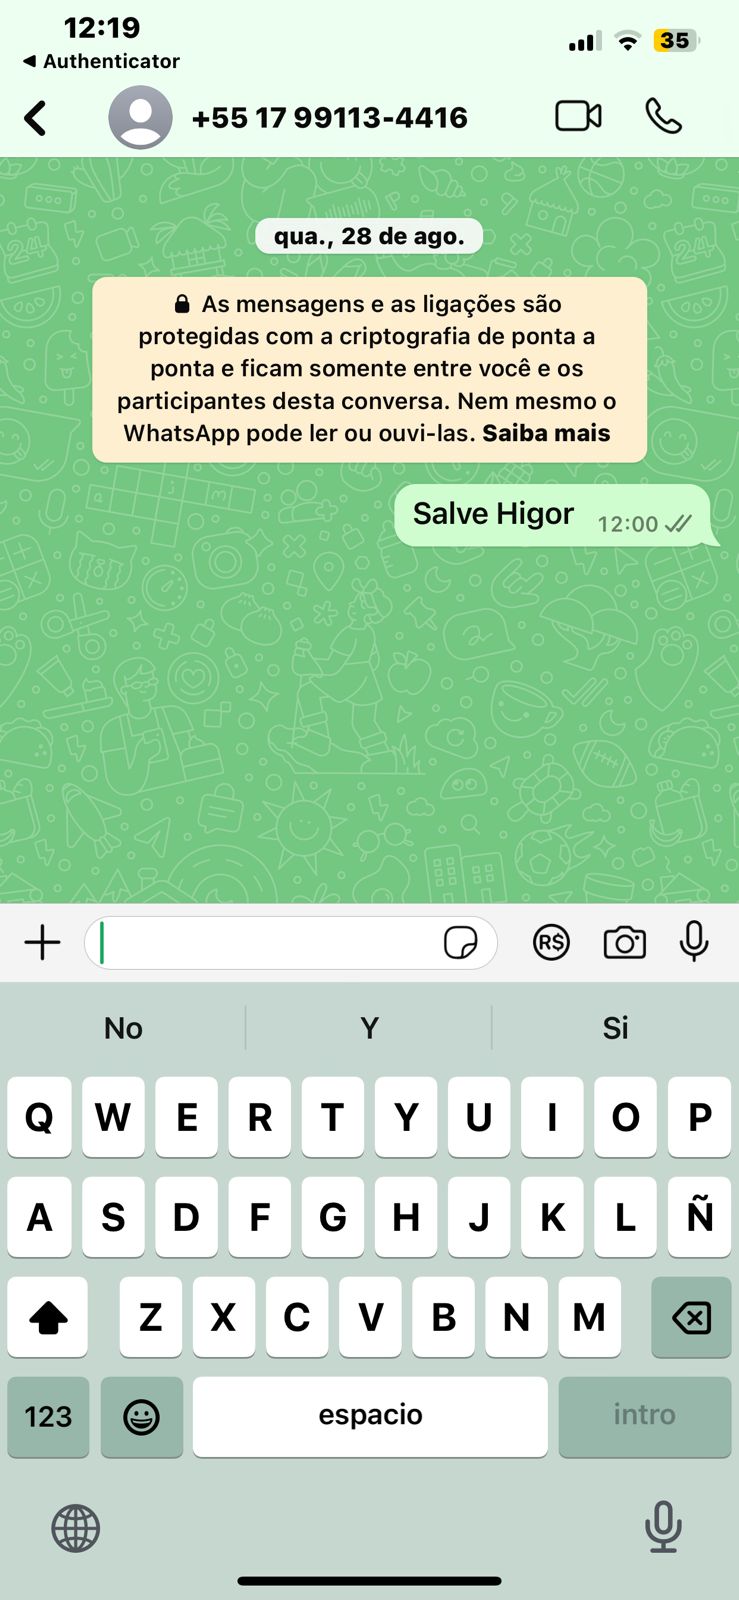 12:19
35
◀ Authenticator
+55 17 99113-4416
qua., 28 de ago.
As mensagens e as ligações são
protegidas com a criptografia de ponta a
ponta e ficam somente entre você e os
participantes desta conversa. Nem mesmo o
WhatsApp pode ler ou ouvi-las. Saiba mais
Salve Higor 12:00
R$
No Y Si
Q W E R T Y U I O P
A S D F G H J K L Ñ
Z X C V B N M
123 espacio intro